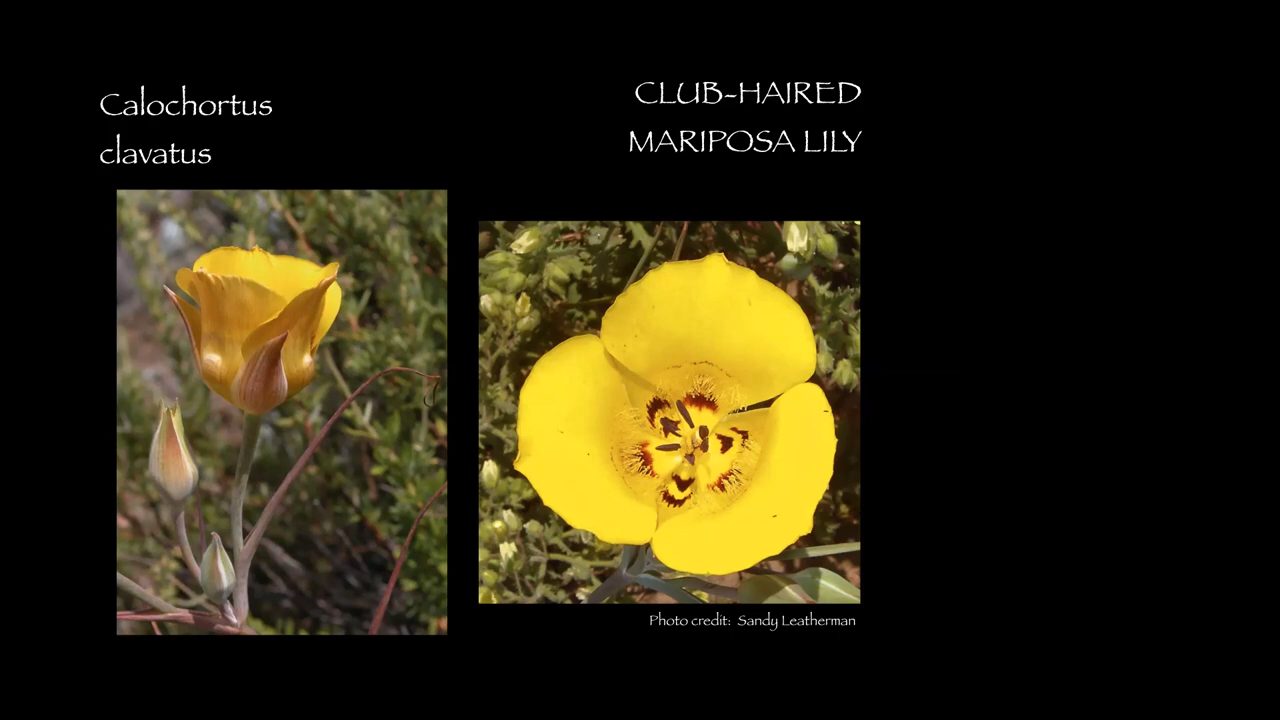 Calochortus
clavatus
CLUB-HAIRED
MARIPOSA LILY
Photo credit: Sandy Leatherman